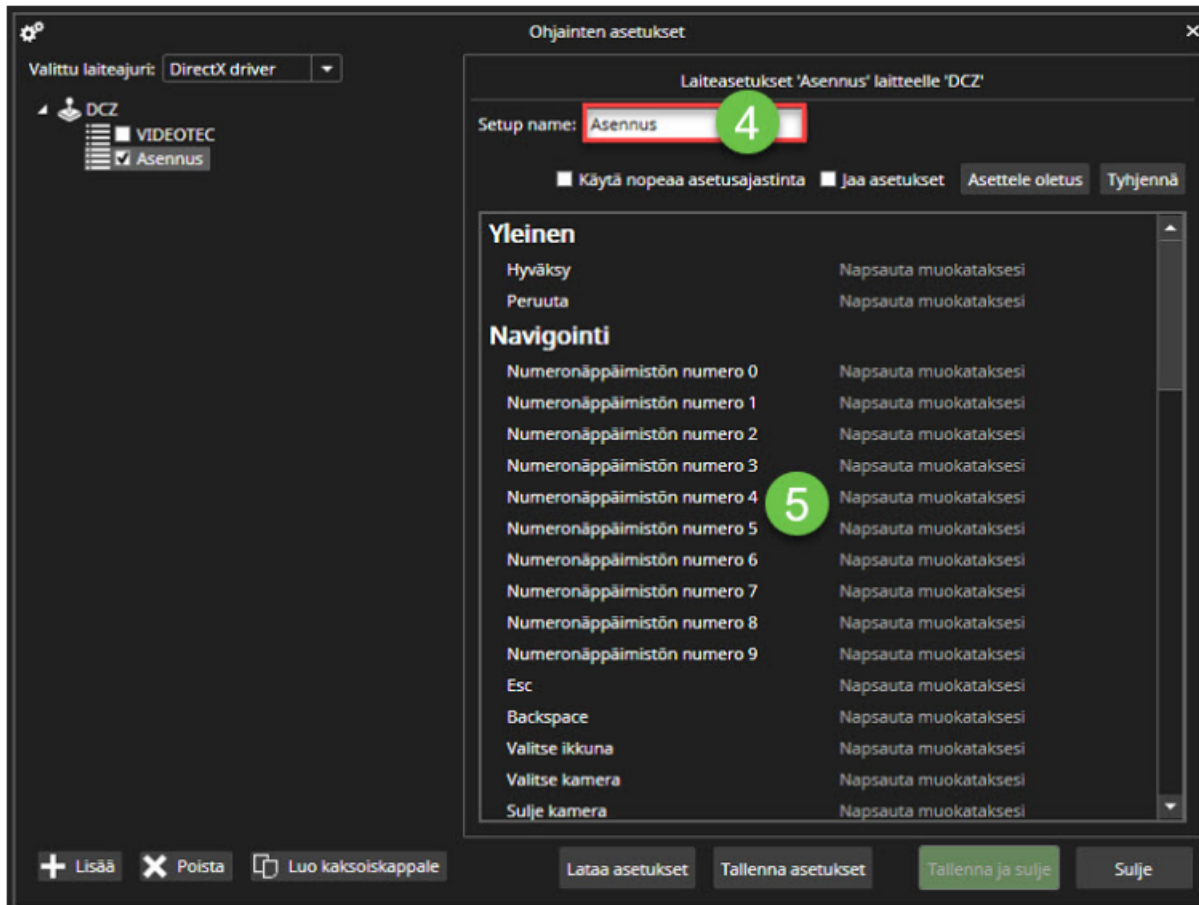 Ohjainten asetukset
Valittu laiteajuri: DirectX driver
DCZ
VIDEOTEC
Asennus
Laiteasetukset 'Asennus' laitteelle 'DCZ'
Setup name: Asennus 4
Käytä nopeaa asetusajastinta Jaa asetukset Asettele oletus Tyhjennä
Yleinen
Hyväksy Napsauta muokataksesi
Peruuta Napsauta muokataksesi
Navigointi
Numeronäppäimistön numero 0 Napsauta muokataksesi
Numeronäppäimistön numero 1 Napsauta muokataksesi
Numeronäppäimistön numero 2 Napsauta muokataksesi
Numeronäppäimistön numero 3 Napsauta muokataksesi
Numeronäppäimistön numero 4 5 Napsauta muokataksesi
Numeronäppäimistön numero 5 Napsauta muokataksesi
Numeronäppäimistön numero 6 Napsauta muokataksesi
Numeronäppäimistön numero 7 Napsauta muokataksesi
Numeronäppäimistön numero 8 Napsauta muokataksesi
Numeronäppäimistön numero 9 Napsauta muokataksesi
Esc Napsauta muokataksesi
Backspace Napsauta muokataksesi
Valitse ikkuna Napsauta muokataksesi
Valitse kamera Napsauta muokataksesi
Sulje kamera Napsauta muokataksesi
Lisää Poista Luo kaksoiskappale Lataa asetukset Tallenna asetukset Tallenna ja sulje Sulje